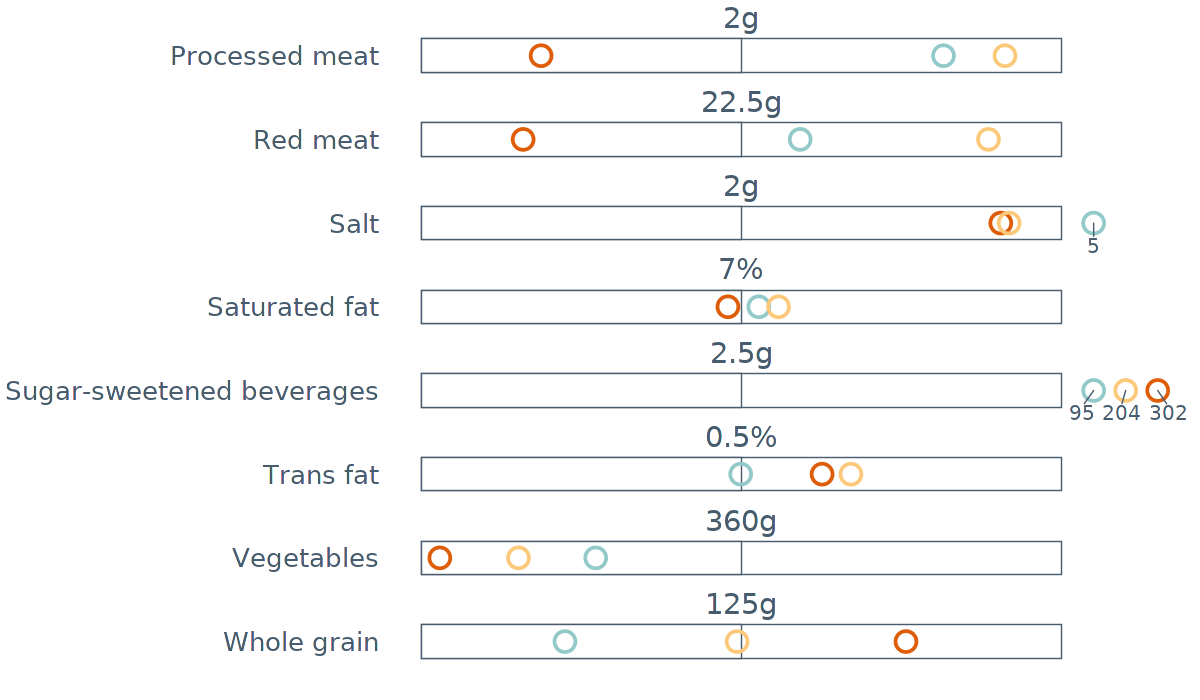 2g
Processed meat
22.5g
Red meat
2g
Salt
5
7%
Saturated fat
2.5g
Sugar-sweetened beverages
95 204 302
0.5%
Trans fat
360g
Vegetables
125g
Whole grain